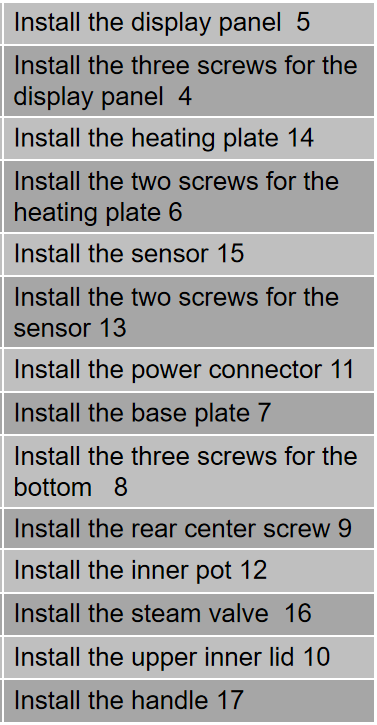 Install the display panel  5
Install the three screws for the
display panel  4
Install the heating plate 14
Install the two screws for the
heating plate 6
Install the sensor 15
Install the two screws for the
sensor 13
Install the power connector 11
Install the base plate 7
Install the three screws for the
bottom   8
Install the rear center screw 9
Install the inner pot 12
Install the steam valve  16
Install the upper inner lid 10
Install the handle 17